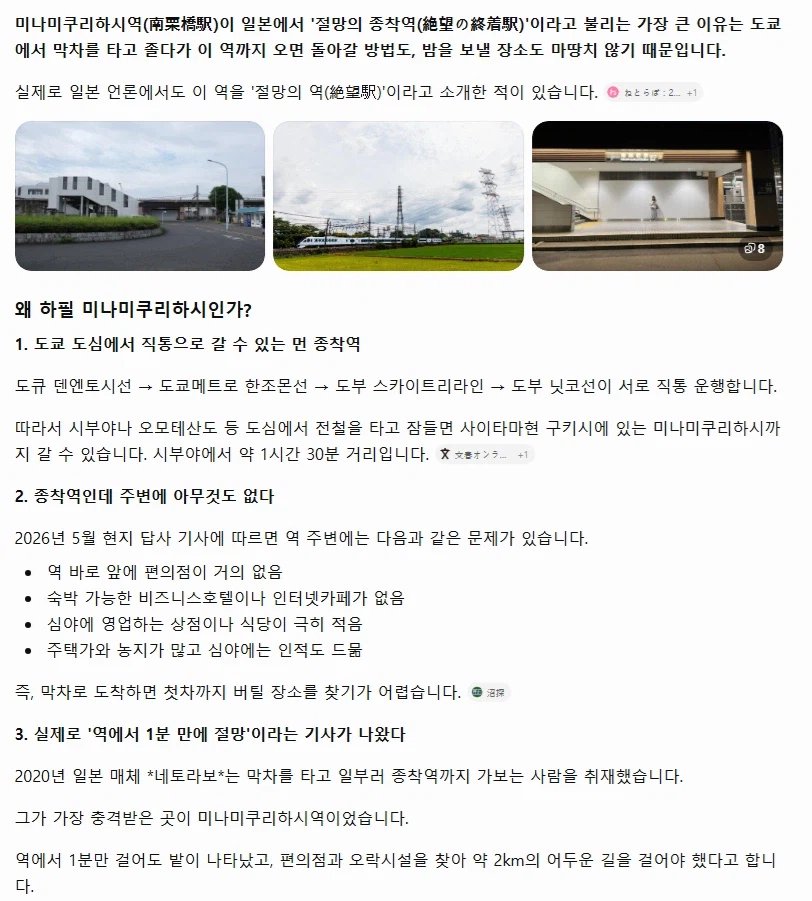 미나미쿠리하시역(南栗橋駅)이 일본에서 '절망의 종착역(絶望の終着駅)'이라고 불리는 가장 큰 이유는 도쿄
에서 막차를 타고 졸다가 이 역까지 오면 돌아갈 방법도, 밤을 보낼 장소도 마땅치 않기 때문입니다.
실제로 일본 언론에서도 이 역을 '절망의 역(絶望駅)'이라고 소개한 적이 있습니다. ね ねとらぼ : 2... +1
8
왜 하필 미나미쿠리하시인가?
1. 도쿄 도심에서 직통으로 갈 수 있는 먼 종착역
도큐 덴엔토시선 → 도쿄메트로 한조몬선 → 도부 스카이트리라인 → 도부 닛코선이 서로 직통 운행합니다.
따라서 시부야나 오모테산도 등 도심에서 전철을 타고 잠들면 사이타마현 구키시에 있는 미나미쿠리하시까
지 갈 수 있습니다. 시부야에서 약 1시간 30분 거리입니다. 文 文春オンラ... +1
2. 종착역인데 주변에 아무것도 없다
2026년 5월 현지 답사 기사에 따르면 역 주변에는 다음과 같은 문제가 있습니다.
• 역 바로 앞에 편의점이 거의 없음
• 숙박 가능한 비즈니스호텔이나 인터넷카페가 없음
• 심야에 영업하는 상점이나 식당이 극히 적음
• 주택가와 농지가 많고 심야에는 인적도 드묾
즉, 막차로 도착하면 첫차까지 버틸 장소를 찾기가 어렵습니다. 沼探
3. 실제로 '역에서 1분 만에 절망'이라는 기사가 나왔다
2020년 일본 매체 *네토라보*는 막차를 타고 일부러 종착역까지 가보는 사람을 취재했습니다.
그가 가장 충격받은 곳이 미나미쿠리하시역이었습니다.
역에서 1분만 걸어도 밭이 나타났고, 편의점과 오락시설을 찾아 약 2km의 어두운 길을 걸어야 했다고 합니
다.